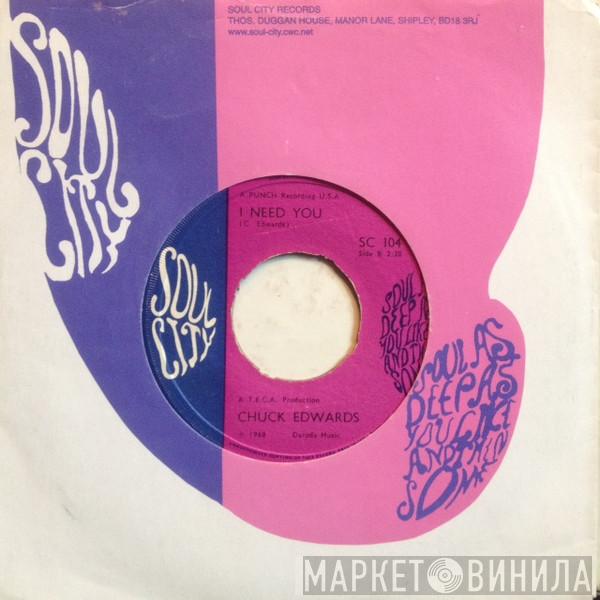 SOUL CITY RECORDS
THOS. DUGGAN HOUSE, MANOR LANE, SHIPLEY, BD18 3RJ
www.soul-city.cwc.net
SOUL
CITY
A PUNCH Recording U.S.A
I NEED YOU
(C. Edwards)
SC 104
Side B 2:20
SOUL
CITY
SOUL AS
DEEP AS
YOU LIKE
AND THEN
SOME
A T.E.C.A. Production
CHUCK EDWARDS
℗ 1968 Durada Music
SOUL AS
DEEP AS
YOU LIKE
AND THEN
SOME
МАРКЕТ ВИНИЛА